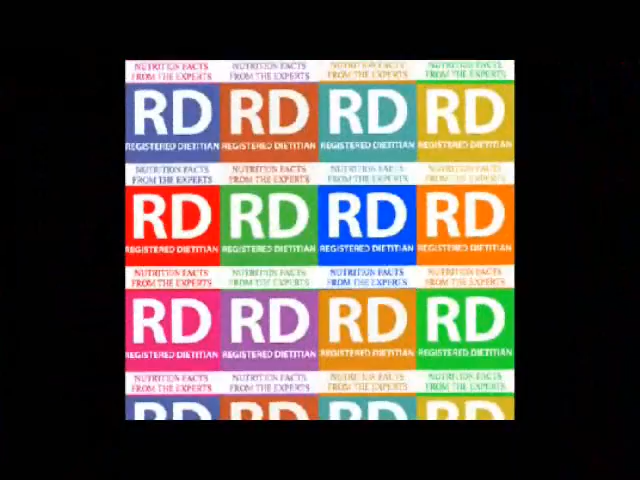 NUTRITION FACTS NUTRITION FACTS NUTRITION FACTS NUTRITION FACTS
FROM THE EXPERTS FROM THE EXPERTS FROM THE EXPERTS FROM THE EXPERTS
RD RD RD RD
REGISTERED DIETITIAN REGISTERED DIETITIAN REGISTERED DIETITIAN REGISTERED DIETITIAN
NUTRITION FACTS NUTRITION FACTS NUTRITION FACTS NUTRITION FACTS
FROM THE EXPERTS FROM THE EXPERTS FROM THE EXPERTS FROM THE EXPERTS
RD RD RD RD
REGISTERED DIETITIAN REGISTERED DIETITIAN REGISTERED DIETITIAN REGISTERED DIETITIAN
NUTRITION FACTS NUTRITION FACTS NUTRITION FACTS NUTRITION FACTS
FROM THE EXPERTS FROM THE EXPERTS FROM THE EXPERTS FROM THE EXPERTS
RD RD RD RD
REGISTERED DIETITIAN REGISTERED DIETITIAN REGISTERED DIETITIAN REGISTERED DIETITIAN
NUTRITION FACTS NUTRITION FACTS NUTRITION FACTS NUTRITION FACTS
FROM THE EXPERTS FROM THE EXPERTS FROM THE EXPERTS FROM THE EXPERTS
RD RD RD RD